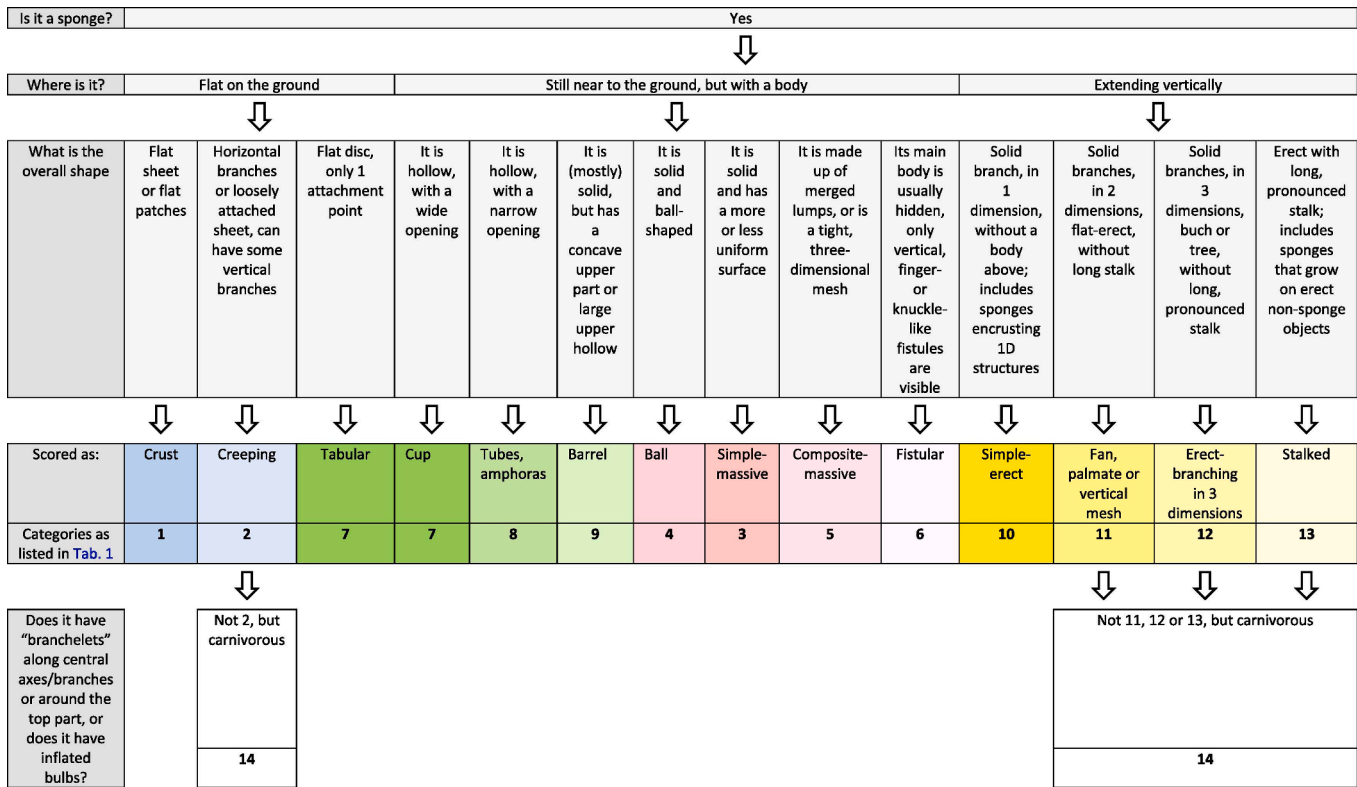 Is it a sponge?
Yes
Where is it?
Flat on the ground
Still near to the ground, but with a body
Extending vertically
What is the
overall shape
Flat
sheet
or flat
patches
Horizontal
branches
or loosely
attached
sheet, can
have some
vertical
branches
Flat disc,
only 1
attachment
point
It is
hollow,
with a
wide
opening
It is
hollow,
with a
narrow
opening
It is
(mostly)
solid,
but has
a
concave
upper
part or
large
upper
hollow
It is
solid
and
ball-
shaped
It is
solid
and has
a more
or less
uniform
surface
It is made
up of
merged
lumps, or is
a tight,
three-
dimensional
mesh
Its main
body is
usually
hidden,
only
vertical,
finger-
or
knuckle-
like
fistules
are
visible
Solid
branch, in
1
dimension,
without a
body
above;
includes
sponges
encrusting
1D
structures
Solid
branches,
in 2
dimensions,
flat-erect,
without
long stalk
Solid
branches, in
3
dimensions,
buch or
tree,
without
long,
pronounced
stalk
Erect with
long,
pronounced
stalk;
includes
sponges
that grow
on erect
non-sponge
objects
Scored as:
Crust
Creeping
Tabular
Cup
Tubes,
amphoras
Barrel
Ball
Simple-
massive
Composite-
massive
Fistular
Simple-
erect
Fan,
palmate or
vertical
mesh
Erect-
branching
in 3
dimensions
Stalked
Categories as
listed in Tab. 1
1
2
7
7
8
9
4
3
5
6
10
11
12
13
Does it have
“branchelets”
along central
axes/branches
or around the
top part, or
does it have
inflated
bulbs?
Not 2, but
carnivorous
14
Not 11, 12 or 13, but carnivorous
14